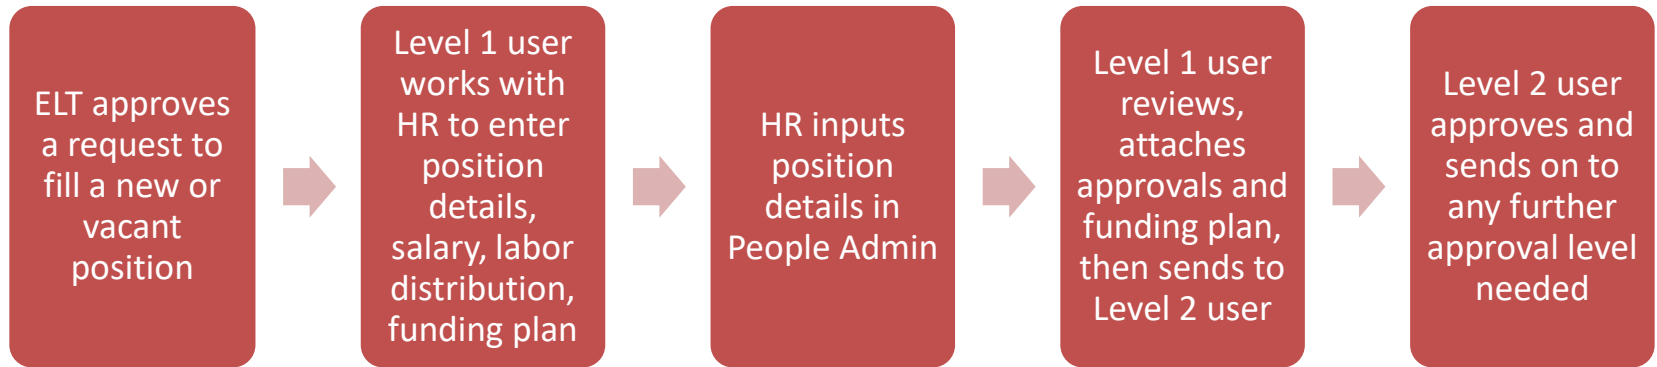 ELT approves
a request to
fill a new or
vacant
position
Level 1 user
works with
HR to enter
position
details,
salary, labor
distribution,
funding plan
HR inputs
position
details in
People Admin
Level 1 user
reviews,
attaches
approvals and
funding plan,
then sends to
Level 2 user
Level 2 user
approves and
sends on to
any further
approval level
needed